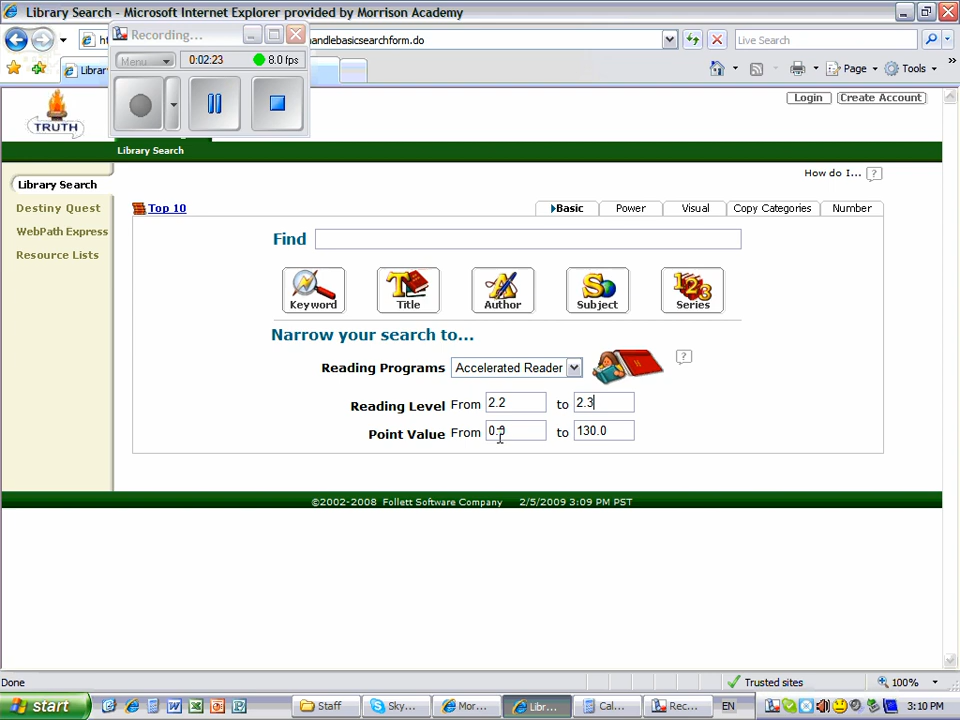 Library Search - Microsoft Internet Explorer provided by Morrison Academy
Recording...
andlebasicsearchform.do
Live Search
Menu
0:02:23
8.0 fps
Librar
Page
Tools
TRUTH
Login
Create Account
Library Search
How do I...
?
Library Search
Top 10
Basic
Power
Visual
Copy Categories
Number
Destiny Quest
WebPath Express
Resource Lists
Find
Keyword
Title
Author
Subject
Series
Narrow your search to...
Reading Programs
Accelerated Reader
?
Reading Level From 2.2 to 2.3
Point Value From 0.0 to 130.0
©2002-2008 Follett Software Company 2/5/2009 3:09 PM PST
Done
Trusted sites
100%
start
Staff
Sky...
Mor...
Libr...
Cal...
Rec...
EN
3:10 PM